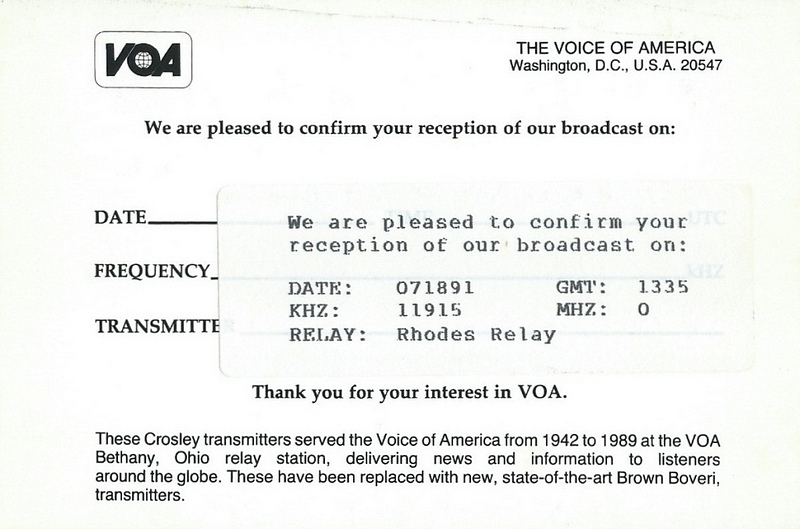 VOA
THE VOICE OF AMERICA
Washington, D.C., U.S.A. 20547
We are pleased to confirm your reception of our broadcast on:
DATE
TIME UTC
We are pleased to confirm your
reception of our broadcast on:
FREQUENCY
KHZ
DATE: 071891 GMT: 1335
KHZ: 11915 MHZ: 0
TRANSMITTER
RELAY: Rhodes Relay
Thank you for your interest in VOA.
These Crosley transmitters served the Voice of America from 1942 to 1989 at the VOA
Bethany, Ohio relay station, delivering news and information to listeners
around the globe. These have been replaced with new, state-of-the-art Brown Boveri,
transmitters.